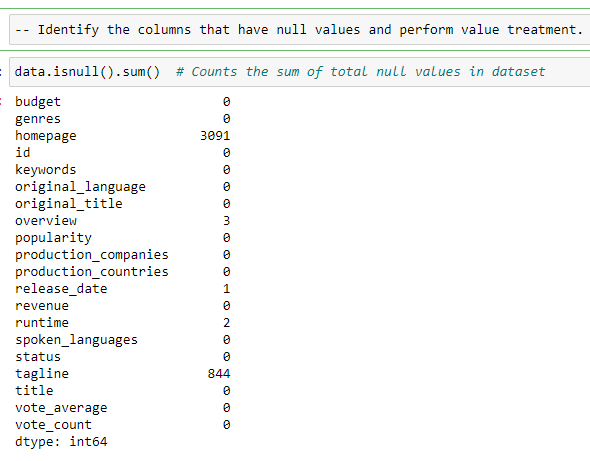 -- Identify the columns that have null values and perform value treatment.
: data.isnull().sum()  # Counts the sum of total null values in dataset
: budget 0
genres 0
homepage 3091
id 0
keywords 0
original_language 0
original_title 0
overview 3
popularity 0
production_companies 0
production_countries 0
release_date 1
revenue 0
runtime 2
spoken_languages 0
status 0
tagline 844
title 0
vote_average 0
vote_count 0
dtype: int64